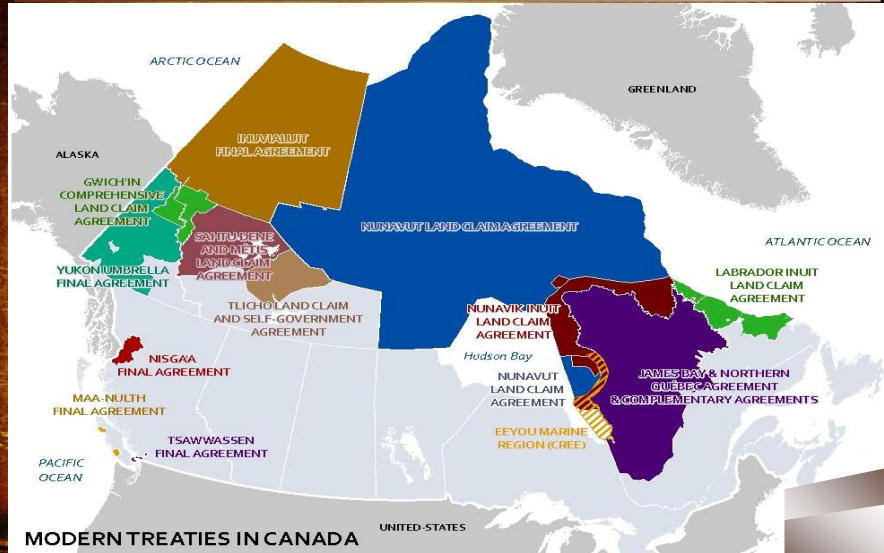 ARCTIC OCEAN
GREENLAND
INUVIALUIT
FINAL AGREEMENT
ALASKA
GWICH'IN
COMPREHENSIVE
LAND CLAIM
AGREEMENT
NUNAVUT LAND CLAIM AGREEMENT
SAHTU DENE
AND METIS
LAND CLAIM
AGREEMENT
ATLANTIC OCEAN
YUKON UMBRELLA
FINAL AGREEMENT
LABRADOR INUIT
LAND CLAIM
AGREEMENT
TLICHO LAND CLAIM
AND SELF-GOVERNMENT
AGREEMENT
NUNAVIK INUIT
LAND CLAIM
AGREEMENT
Hudson Bay
NISGA'A
FINAL AGREEMENT
NUNAVUT
LAND CLAIM
AGREEMENT
JAMES BAY & NORTHERN
QUÉBEC AGREEMENT
& COMPLEMENTARY AGREEMENTS
MAA-NULTH
FINAL AGREEMENT
EEYOU MARINE
REGION (CREE)
TSAWWASSEN
FINAL AGREEMENT
PACIFIC
OCEAN
UNITED-STATES
MODERN TREATIES IN CANADA